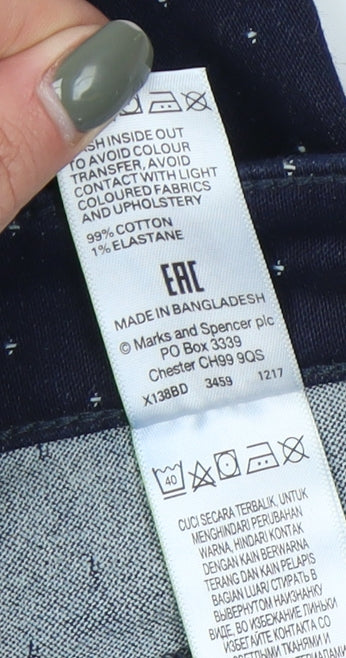 INSIDE OUT
TO AVOID COLOUR
TRANSFER, AVOID
CONTACT WITH LIGHT
COLOURED FABRICS
AND UPHOLSTERY
99% COTTON
1% ELASTANE
EAC
MADE IN BANGLADESH
© Marks and Spencer plc
PO Box 3339
Chester CH99 9QS
X138BD 3459 1217
40
CUCI SECARA TERBALIK, UNTUK
MENGHINDARI PERUBAHAN
WARNA, HINDARI KONTAK
DENGAN KAIN BERWARNA
TERANG DAN KAIN PELAPIS
BAGIAN LUAR) СТИРАТЬ В
ВЫВЕРНУТОМ НАИЗНАНКУ
ВИДЕ, ВО ИЗБЕЖАНИЕ ЛИНЬКИ
ИЗБЕГАЙТЕ КОНТАКТА СО
СВЕТЛЫМИ ТКАНЯМИ И